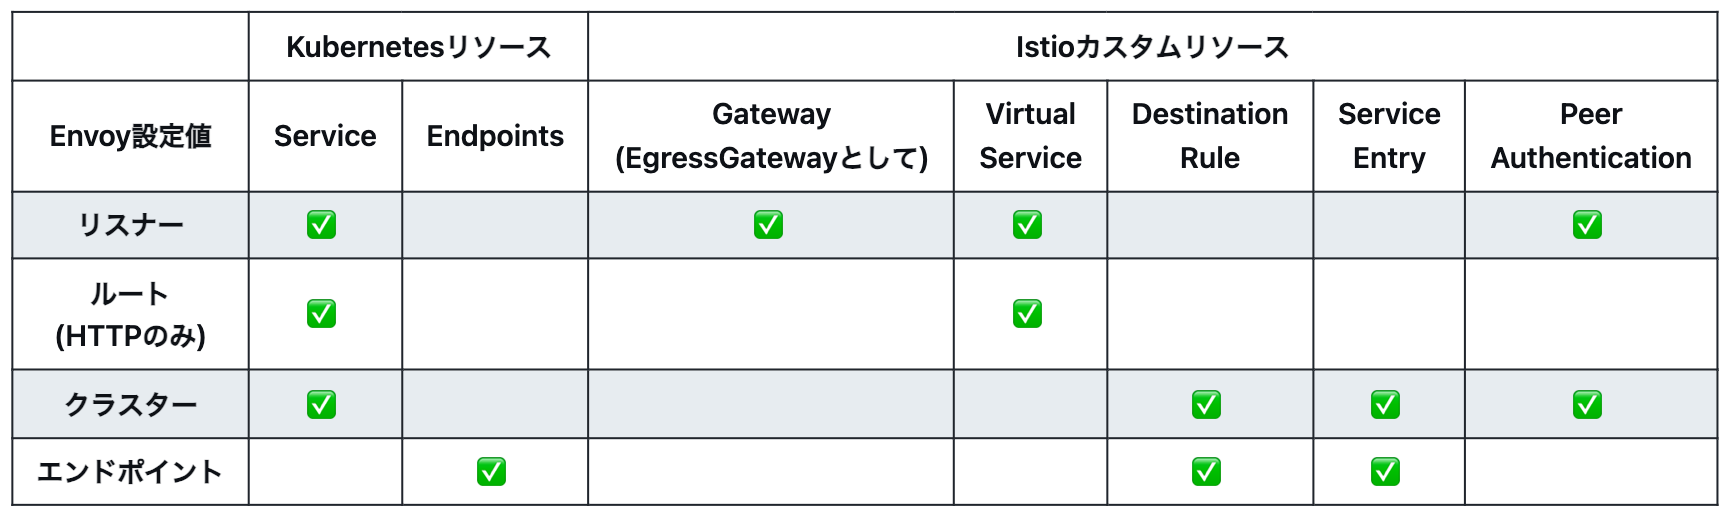 Kubernetesリソース
Istioカスタムリソース
Envoy設定値
Service
Endpoints
Gateway
(EgressGatewayとして)
Virtual
Service
Destination
Rule
Service
Entry
Peer
Authentication
リスナー
✅
✅
✅
✅
ルート
(HTTPのみ)
✅
✅
クラスター
✅
✅
✅
✅
エンドポイント
✅
✅
✅